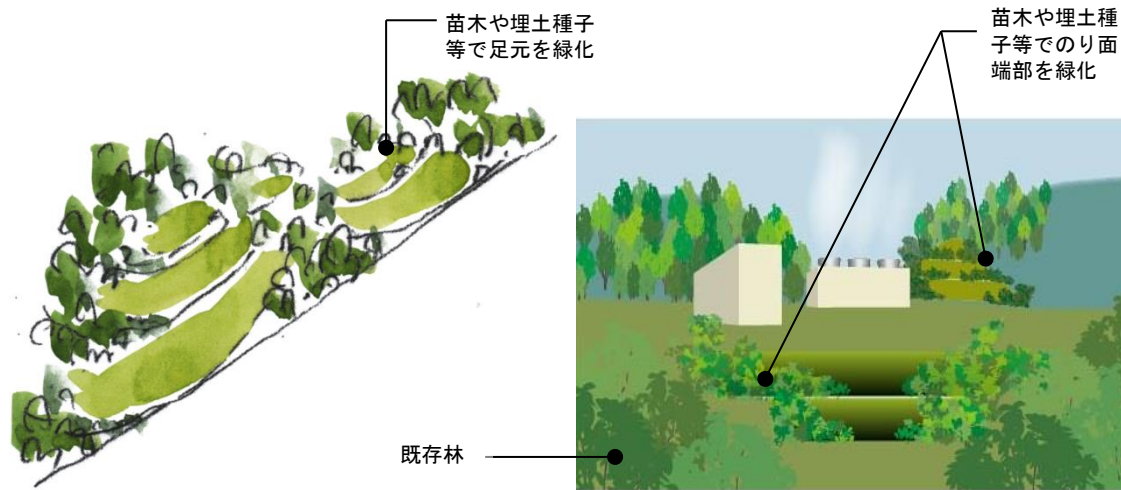 苗木や埋土種子
等で足元を緑化
苗木や埋土種
子等でのり面
端部を緑化
既存林